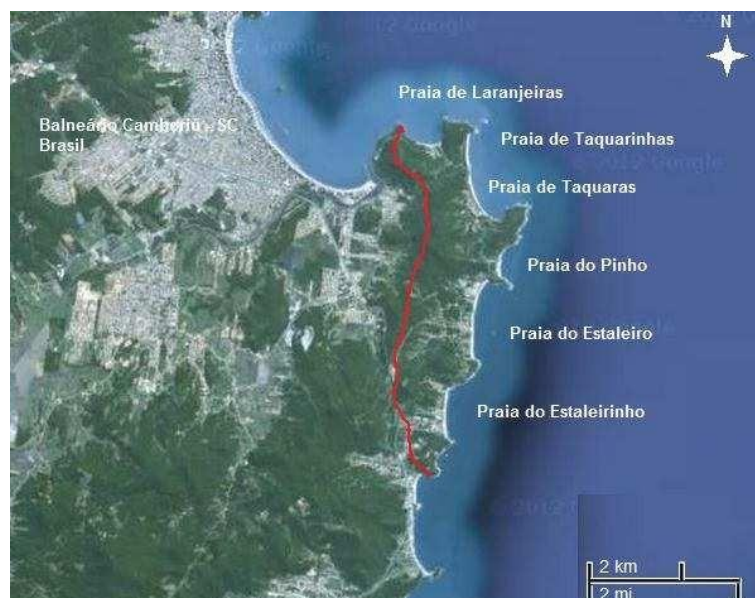 N
Praia de Laranjeiras
Balneário Camboriú - SC
Brasil
Praia de Taquarinhas
Praia de Taquaras
Praia do Pinho
Praia do Estaleiro
Praia do Estaleirinho
2 km
2 mi